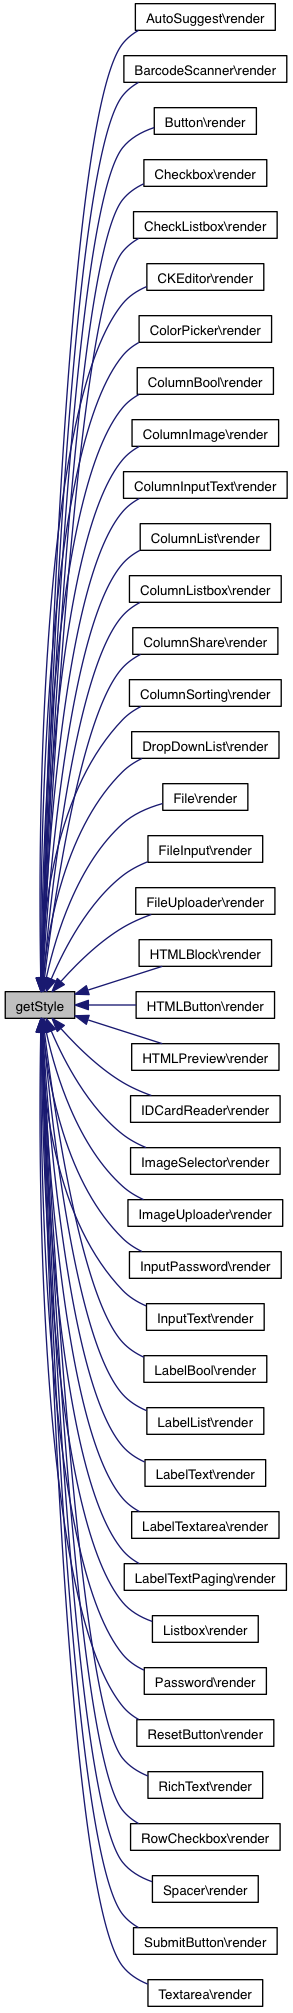 AutoSuggest\render
BarcodeScanner\render
Button\render
Checkbox\render
CheckListbox\render
CKEditor\render
ColorPicker\render
ColumnBool\render
ColumnImage\render
ColumnInputText\render
ColumnList\render
ColumnListbox\render
ColumnShare\render
ColumnSorting\render
DropDownList\render
File\render
FileInput\render
FileUploader\render
HTMLBlock\render
getStyle
HTMLButton\render
HTMLPreview\render
IDCardReader\render
ImageSelector\render
ImageUploader\render
InputPassword\render
InputText\render
LabelBool\render
LabelList\render
LabelText\render
LabelTextarea\render
LabelTextPaging\render
Listbox\render
Password\render
ResetButton\render
RichText\render
RowCheckbox\render
Spacer\render
SubmitButton\render
Textarea\render